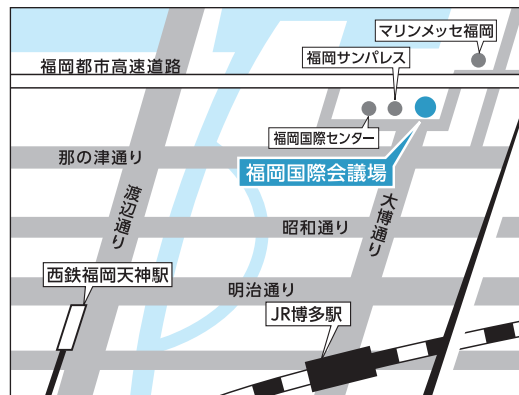 マリンメッセ福岡
福岡サンパレス
福岡都市高速道路
福岡国際センター
那の津通り
福岡国際会議場
渡辺通り
大博通り
昭和通り
西鉄福岡天神駅
明治通り
JR博多駅